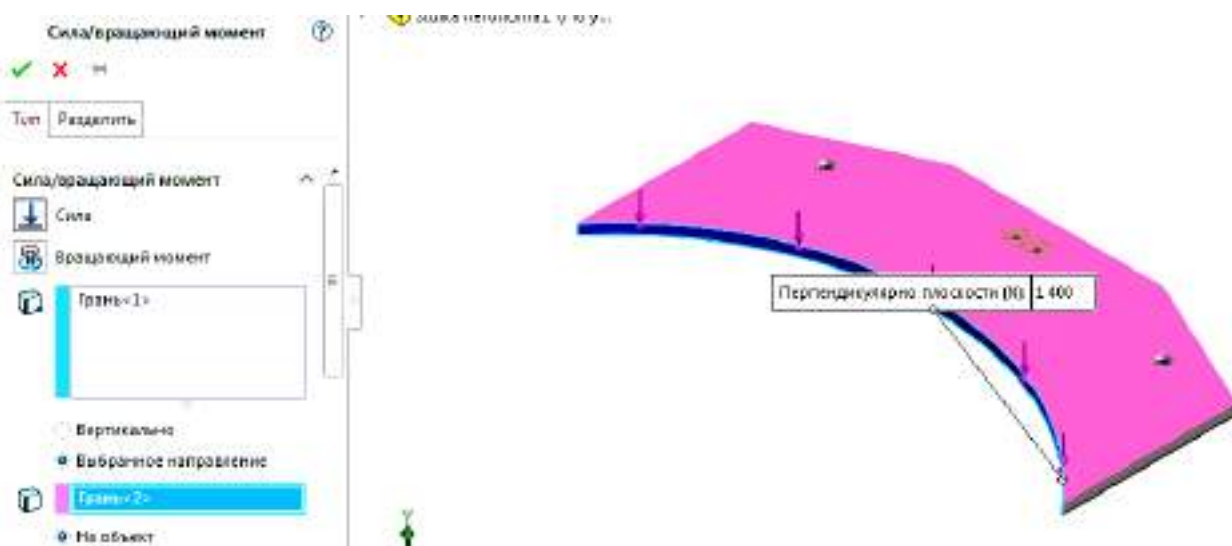 Сила/вращающий момент
Тип Разделить
Сила/вращающий момент
Сила
Вращающий момент
Грань<1>
Вертикально
Выбранное направление
Грань<2>
На объект
Перпендикулярно плоскости (N): 1 400
Y